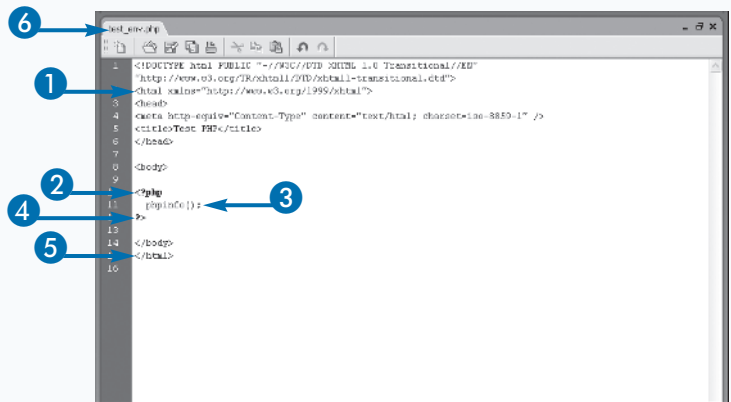 6
test_env.php
1 <!DOCTYPE html PUBLIC "-//W3C//DTD XHTML 1.0 Transitional//EN"
"http://www.w3.org/TR/xhtml1/DTD/xhtml1-transitional.dtd">
1 <html xmlns="http://www.w3.org/1999/xhtml">
3 <head>
4 <meta http-equiv="Content-Type" content="text/html; charset=iso-8859-1" />
5 <title>Test PHP</title>
6 </head>
7
8 <body>
9
2 <?php
11 phpinfo(); 3
4 ?>
13
14 </body>
5 </html>
16